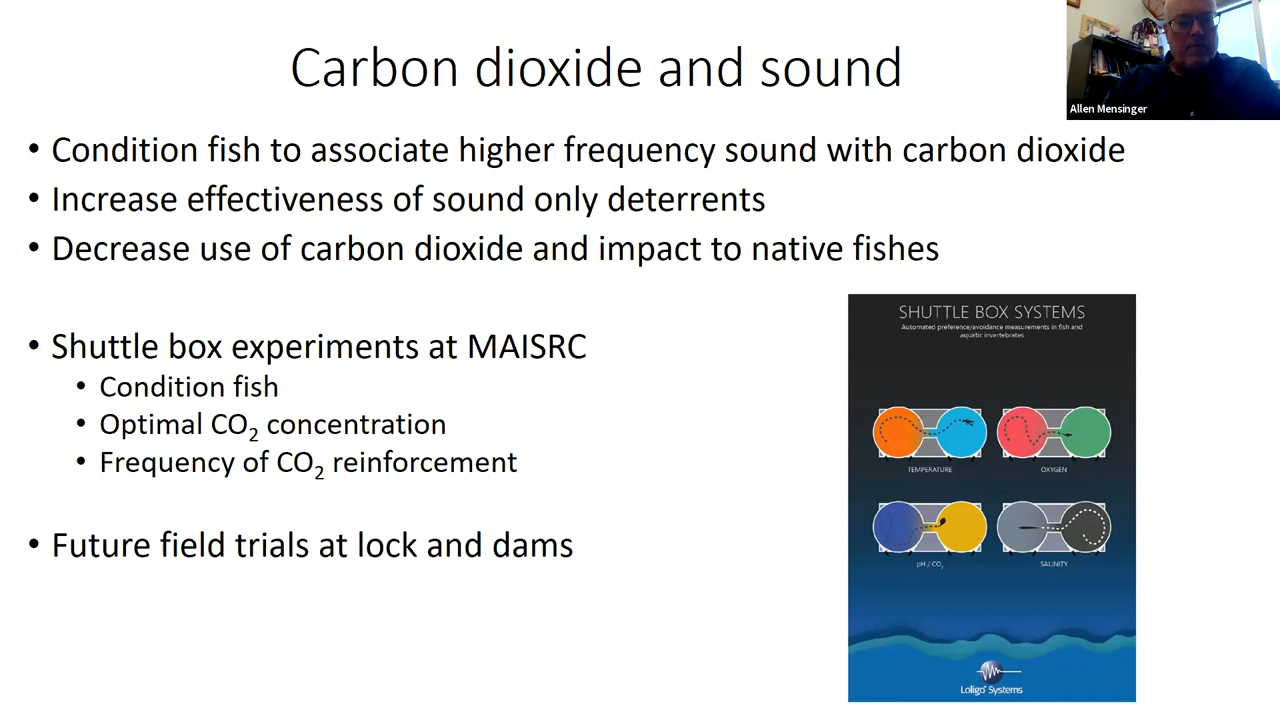 Carbon dioxide and sound
Allen Mensinger
• Condition fish to associate higher frequency sound with carbon dioxide
• Increase effectiveness of sound only deterrents
• Decrease use of carbon dioxide and impact to native fishes
• Shuttle box experiments at MAISRC
• Condition fish
• Optimal CO₂ concentration
• Frequency of CO₂ reinforcement
• Future field trials at lock and dams
SHUTTLE BOX SYSTEMS
Automated preference/avoidance measurements in fish and
aquatic invertebrates
TEMPERATURE
OXYGEN
pH / CO₂
SALINITY
Loligo® Systems